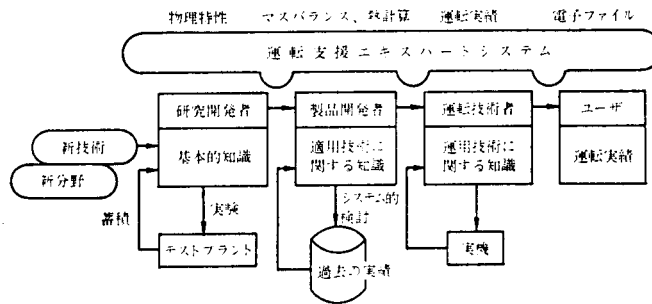 物理特性 マスバランス、熱計算 運転実績 電子ファイル
運転支援エキスパートシステム
研究開発者 製品開発者 運転技術者 ユーザ
新技術
新分野
基本的知識
適用技術に
関する知識
運用技術に
関する知識
運転実績
蓄積
実験
システム的
検討
テストプラント
過去の実績
実機